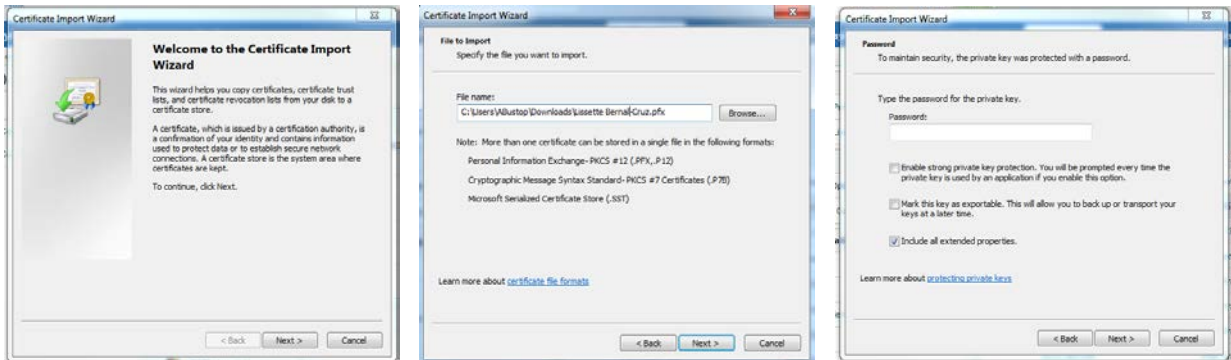 Certificate Import Wizard
Welcome to the Certificate Import
Wizard
This wizard helps you copy certificates, certificate trust
lists, and certificate revocation lists from your disk to a
certificate store.
A certificate, which is issued by a certification authority, is
a confirmation of your identity and contains information
used to protect data or to establish secure network
connections. A certificate store is the system area where
certificates are kept.
To continue, click Next.
< Back
Next >
Cancel
Certificate Import Wizard
File to Import
Specify the file you want to import.
File name:
C:\Users\ABustop\Downloads\Lissette Bernal-Cruz.pfx
Browse...
Note: More than one certificate can be stored in a single file in the following formats:
Personal Information Exchange- PKCS #12 (.PFX,.P12)
Cryptographic Message Syntax Standard- PKCS #7 Certificates (.P7B)
Microsoft Serialized Certificate Store (.SST)
Learn more about certificate file formats
< Back
Next >
Cancel
Certificate Import Wizard
Password
To maintain security, the private key was protected with a password.
Type the password for the private key.
Password:
Enable strong private key protection. You will be prompted every time the
private key is used by an application if you enable this option.
Mark this key as exportable. This will allow you to back up or transport your
keys at a later time.
Include all extended properties.
Learn more about protecting private keys
< Back
Next >
Cancel